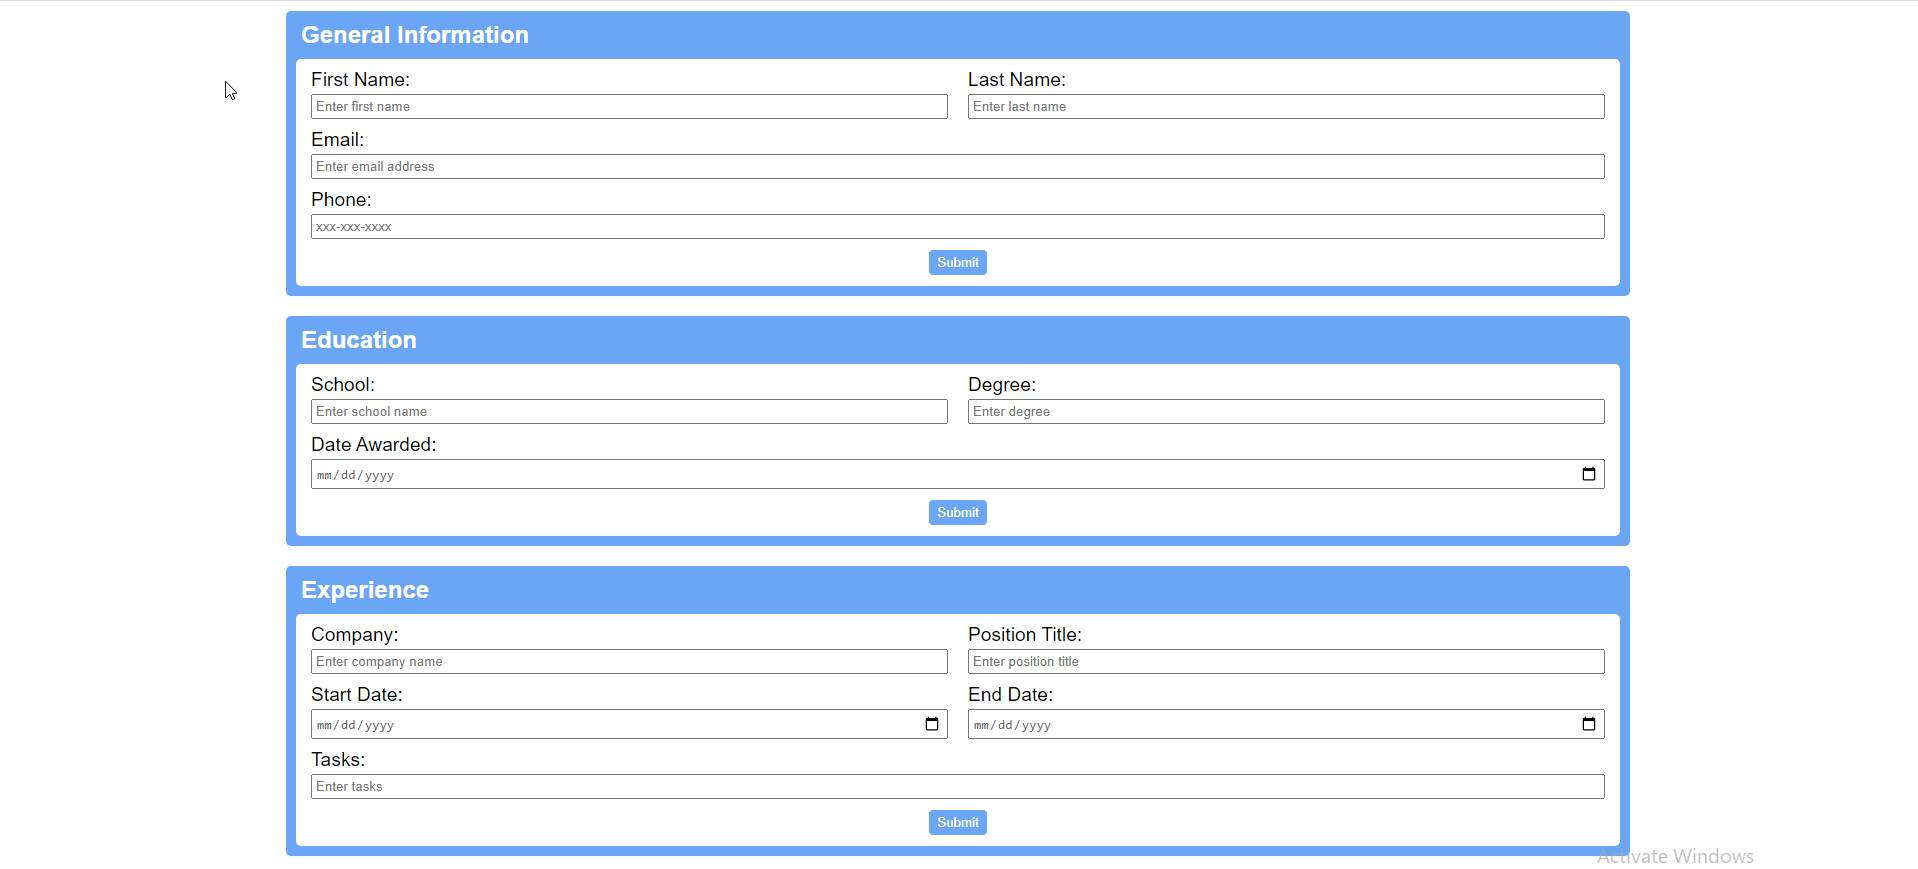 General Information
First Name: Last Name:
Enter first name Enter last name
Email:
Enter email address
Phone:
xxx-xxx-xxxx
Submit
Education
School: Degree:
Enter school name Enter degree
Date Awarded:
mm/dd/yyyy
Submit
Experience
Company: Position Title:
Enter company name Enter position title
Start Date: End Date:
mm/dd/yyyy mm/dd/yyyy
Tasks:
Enter tasks
Submit
Activate Windows